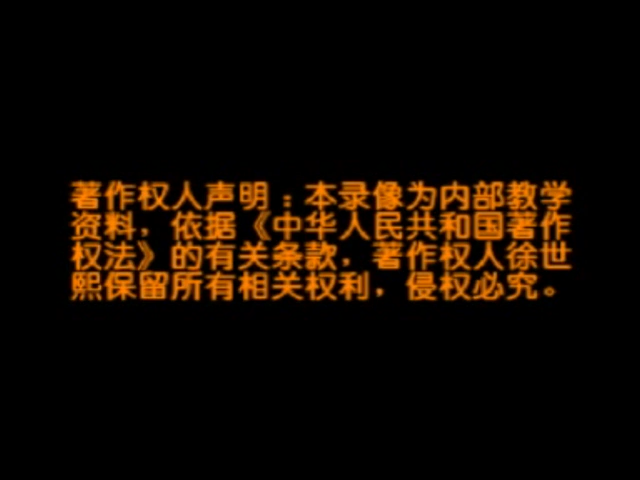 著作权人声明：本录像为内部教学
资料，依据《中华人民共和国著作
权法》的有关条款，著作权人徐世
熙保留所有相关权利，侵权必究。